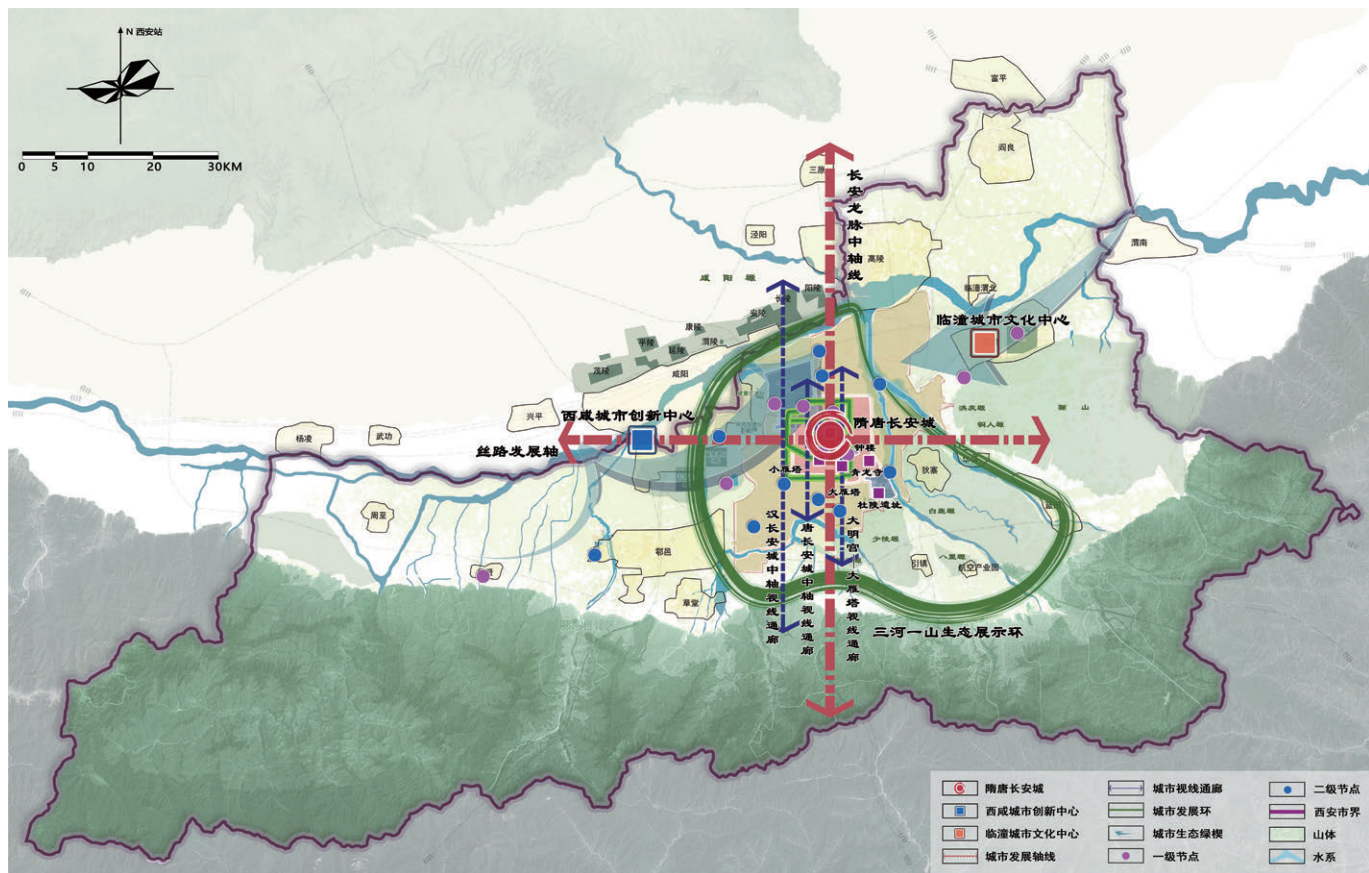 N 西安站
0 5 10 20 30KM
富平
阎良
三原
长安龙脉中轴线
泾阳
渭南
高陵
咸阳塬
阳陵
长陵
临潼渭北
安陵
临潼城市文化中心
康陵
平陵
渭陵
延陵
茂陵
咸阳
骊山
洪庆塬
铜人塬
兴平
西咸城市创新中心
隋唐长安城
杨凌
武功
丝路发展轴
钟楼
小雁塔
青龙寺
狄寨
大雁塔
杜陵遗址
周至
白鹿塬
汉长安城中轴视线通廊
唐长安城中轴视线通廊
大明宫—大雁塔视线通廊
少陵塬
鄠邑
八里塬
引镇
航空产业园
草堂
三河一山生态展示环
隋唐长安城
城市视线通廊
二级节点
西咸城市创新中心
城市发展环
西安市界
临潼城市文化中心
城市生态绿楔
山体
城市发展轴线
一级节点
水系